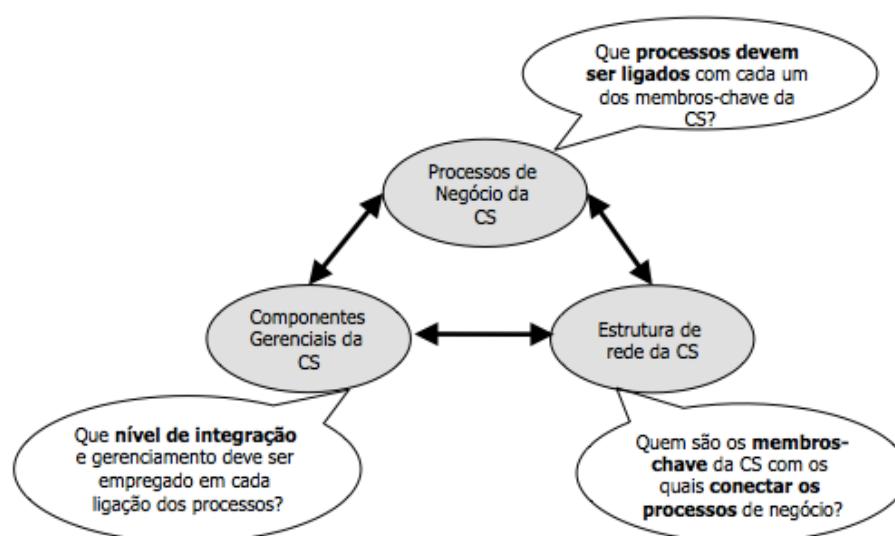 Que processos devem
ser ligados com cada um
dos membros-chave da
CS?
Processos de
Negócio da
CS
Componentes
Gerenciais da
CS
Estrutura de
rede da CS
Que nível de integração
e gerenciamento deve ser
empregado em cada
ligação dos processos?
Quem são os membros-
chave da CS com os
quais conectar os
processos de negócio?